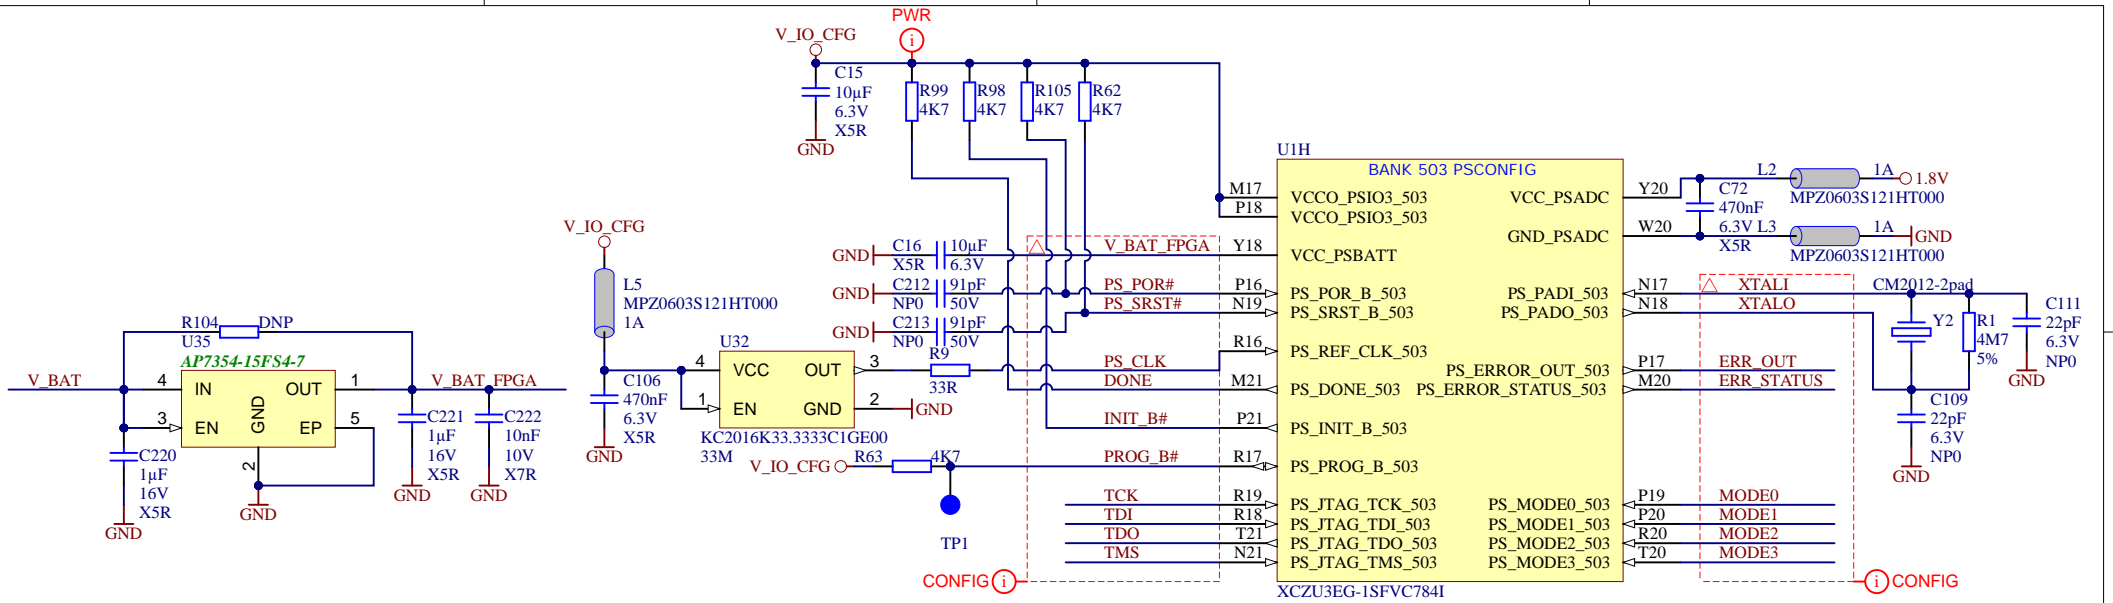 PWR
V_IO_CFG
C15
10µF
6.3V
X5R
GND
R99
4K7
R98
4K7
R105
4K7
R62
4K7
U1H
BANK 503 PSCONFIG
M17
VCCO_PSIO3_503
P18
VCCO_PSIO3_503
V_BAT_FPGA
Y18
VCC_PSBATT
PS_POR#
P16
PS_POR_B_503
PS_SRST#
N19
PS_SRST_B_503
R16
PS_REF_CLK_503
PS_CLK
DONE
M21
PS_DONE_503
INIT_B#
P21
PS_INIT_B_503
PROG_B#
R17
PS_PROG_B_503
TCK
R19
PS_JTAG_TCK_503
TDI
R18
PS_JTAG_TDI_503
TDO
T21
PS_JTAG_TDO_503
TMS
N21
PS_JTAG_TMS_503
VCC_PSADC
Y20
GND_PSADC
W20
PS_PADI_503
N17
XTALI
PS_PADO_503
N18
XTALO
PS_ERROR_OUT_503
P17
ERR_OUT
PS_ERROR_STATUS_503
M20
ERR_STATUS
PS_MODE0_503
P19
MODE0
PS_MODE1_503
P20
MODE1
PS_MODE2_503
R20
MODE2
PS_MODE3_503
T20
MODE3
XCZU3EG-1SFVC784I
CONFIG
CONFIG
L2
1A
1.8V
MPZ0603S121HT000
C72
470nF
6.3V
X5R
L3
1A
GND
MPZ0603S121HT000
CM2012-2pad
Y2
R1
4M7
5%
C111
22pF
6.3V
NP0
GND
C109
22pF
6.3V
NP0
GND
GND
C16
10µF
X5R
6.3V
GND
C212
91pF
NP0
50V
GND
C213
91pF
NP0
50V
R9
33R
V_IO_CFG
L5
MPZ0603S121HT000
1A
C106
470nF
6.3V
X5R
GND
U32
4
VCC
OUT
3
1
EN
GND
2
GND
KC2016K33.3333C1GE00
33M
V_IO_CFG
R63
4K7
TP1
R104
DNP
U35
AP7354-15FS4-7
V_BAT
4
IN
OUT
1
V_BAT_FPGA
3
EN
GND
EP
5
2
GND
C220
1µF
16V
X5R
GND
C221
1µF
16V
X5R
GND
C222
10nF
10V
X7R
GND